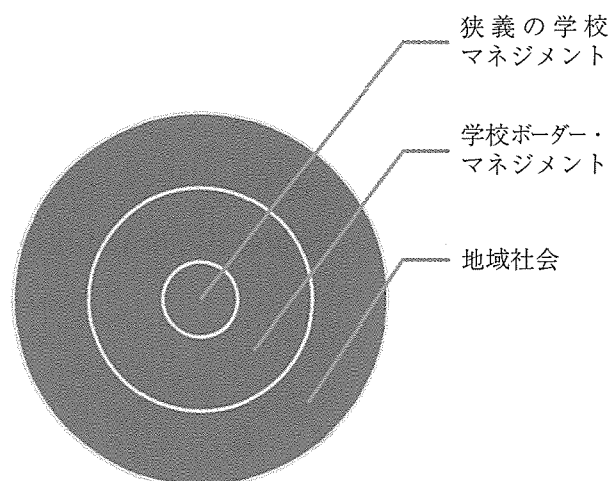 狭義の学校
マネジメント
学校ボーダー・
マネジメント
地域社会